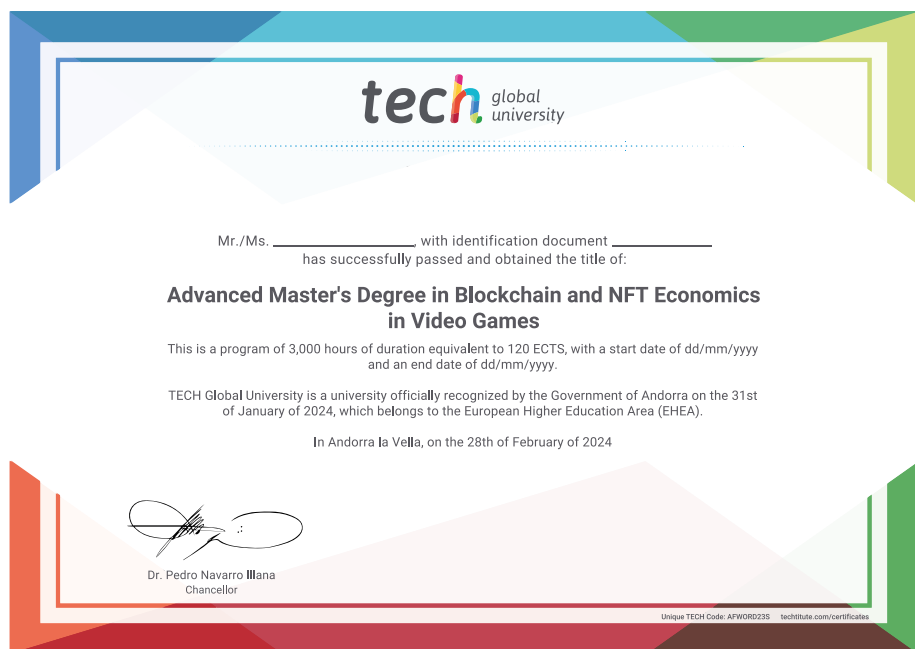 tech global
university
Mr./Ms. ____________, with identification document ____________
has successfully passed and obtained the title of:
Advanced Master's Degree in Blockchain and NFT Economics
in Video Games
This is a program of 3,000 hours of duration equivalent to 120 ECTS, with a start date of dd/mm/yyyy
and an end date of dd/mm/yyyy.
TECH Global University is a university officially recognized by the Government of Andorra on the 31st
of January of 2024, which belongs to the European Higher Education Area (EHEA).
In Andorra la Vella, on the 28th of February of 2024
Dr. Pedro Navarro Illana
Chancellor
Unique TECH Code: AFWORD23S techtitute.com/certificates